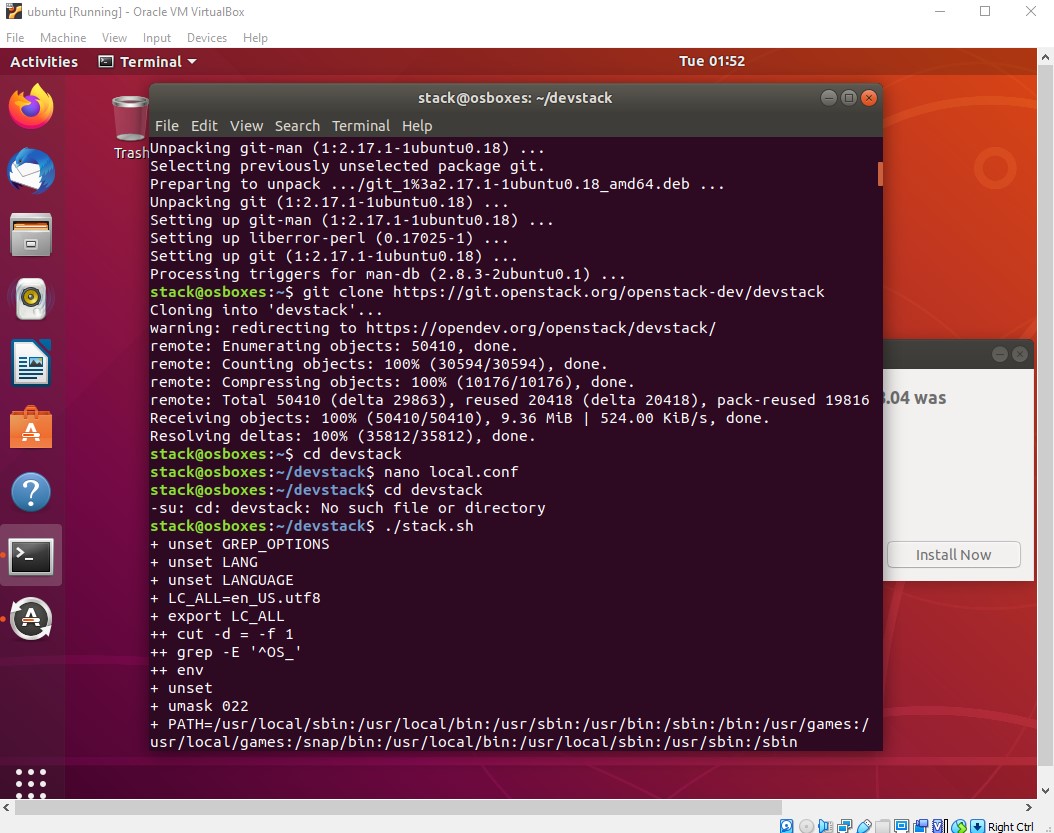 ubuntu [Running] - Oracle VM VirtualBox
File Machine View Input Devices Help
Activities Terminal Tue 01:52
Trash
stack@osboxes: ~/devstack
File Edit View Search Terminal Help
Unpacking git-man (1:2.17.1-1ubuntu0.18) ...
Selecting previously unselected package git.
Preparing to unpack .../git_1%3a2.17.1-1ubuntu0.18_amd64.deb ...
Unpacking git (1:2.17.1-1ubuntu0.18) ...
Setting up git-man (1:2.17.1-1ubuntu0.18) ...
Setting up liberror-perl (0.17025-1) ...
Setting up git (1:2.17.1-1ubuntu0.18) ...
Processing triggers for man-db (2.8.3-2ubuntu0.1) ...
stack@osboxes:~$ git clone https://git.openstack.org/openstack-dev/devstack
Cloning into 'devstack'...
warning: redirecting to https://opendev.org/openstack/devstack/
remote: Enumerating objects: 50410, done.
remote: Counting objects: 100% (30594/30594), done.
remote: Compressing objects: 100% (10176/10176), done.
remote: Total 50410 (delta 29863), reused 20418 (delta 20418), pack-reused 19816
Receiving objects: 100% (50410/50410), 9.36 MiB | 524.00 KiB/s, done.
Resolving deltas: 100% (35812/35812), done.
stack@osboxes:~$ cd devstack
stack@osboxes:~/devstack$ nano local.conf
stack@osboxes:~/devstack$ cd devstack
-su: cd: devstack: No such file or directory
stack@osboxes:~/devstack$ ./stack.sh
+ unset GREP_OPTIONS
+ unset LANG
+ unset LANGUAGE
+ LC_ALL=en_US.utf8
+ export LC_ALL
++ cut -d = -f 1
++ grep -E '^OS_'
++ env
+ unset
+ umask 022
+ PATH=/usr/local/sbin:/usr/local/bin:/usr/sbin:/usr/bin:/sbin:/bin:/usr/games:/
usr/local/games:/snap/bin:/usr/local/bin:/usr/local/sbin:/usr/sbin:/sbin
8.04 was
Install Now
Right Ctrl